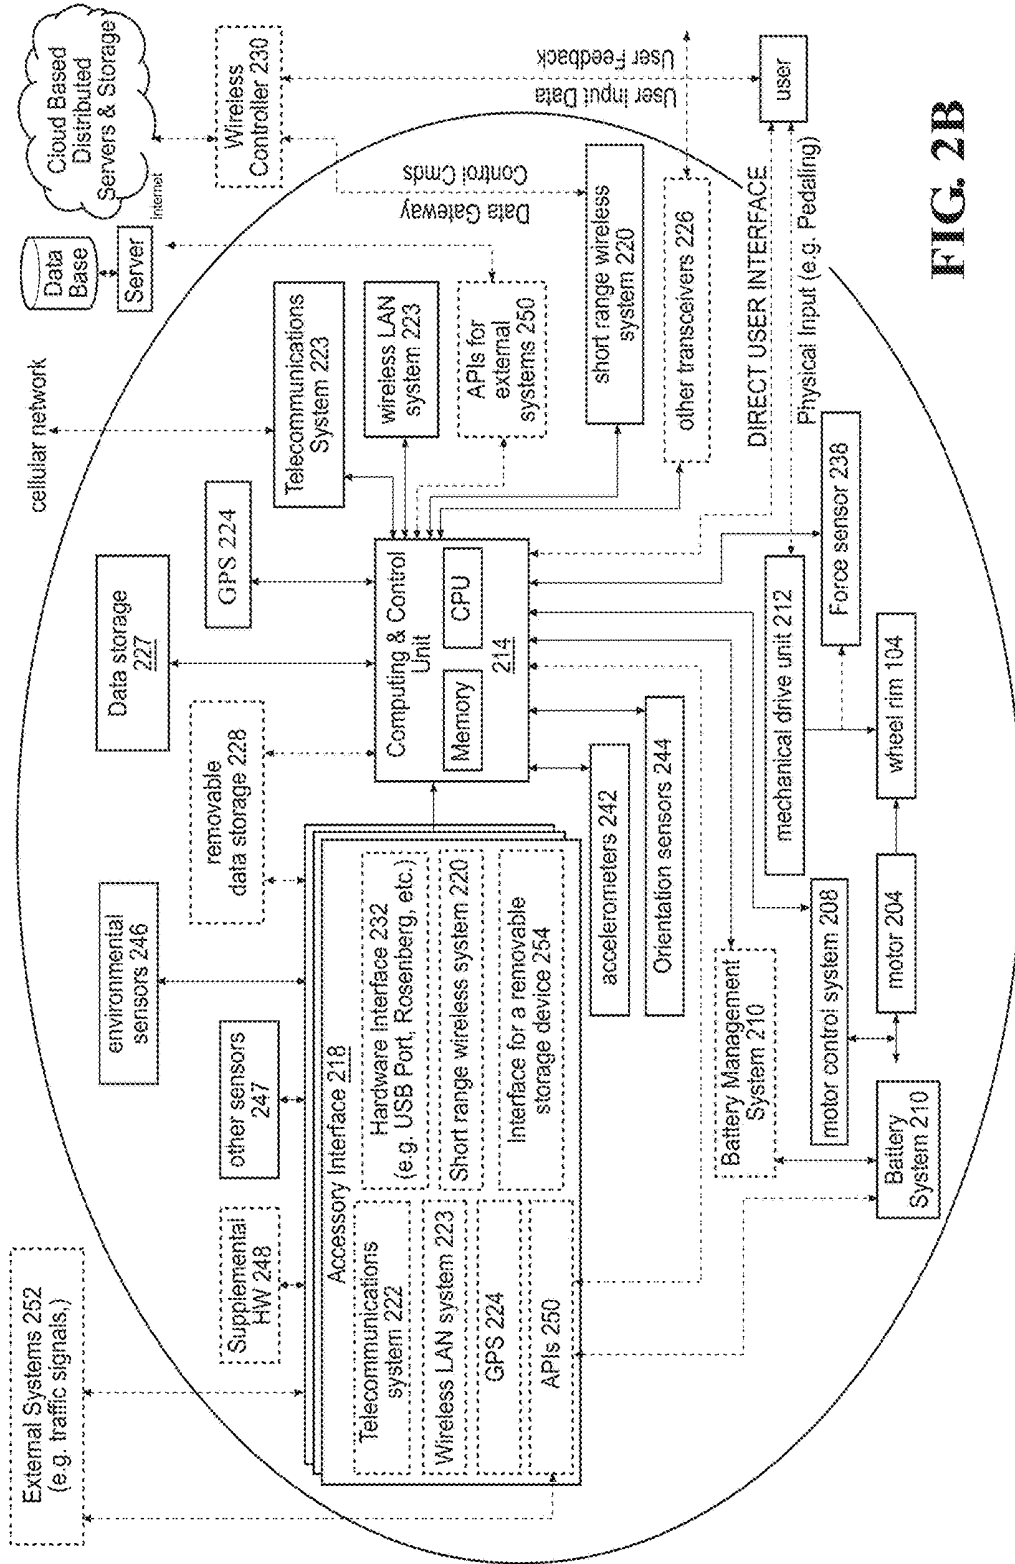 External Systems 252
(e.g. traffic signals,)
Supplemental
HW 248
other sensors
247
environmental
sensors 246
removable
data storage 228
Data storage
227
GPS 224
cellular network
Data
Base
Server
Cloud Based
Distributed
Servers & Storage
Internet
Wireless
Controller 230
Accessory Interface 218
Telecommunications
system 222
Wireless LAN system 223
GPS 224
APIs 250
Hardware Interface 232
(e.g. USB Port, Rosenberg, etc.)
Short range wireless system 220
Interface for a removable
storage device 254
Computing & Control
Unit
214
Memory
CPU
Telecommunications
System 223
wireless LAN
system 223
APIs for
external
systems 250
short range wireless
system 220
other transceivers 226
Data Gateway
Control Cmds
User Input Data
User Feedback
user
DIRECT USER INTERFACE
Physical Input (e.g. Pedaling)
accelerometers 242
Orientation sensors 244
Battery Management
System 210
motor control system 208
mechanical drive unit 212
Force sensor 238
Battery
System 210
motor 204
wheel rim 104
FIG. 2B